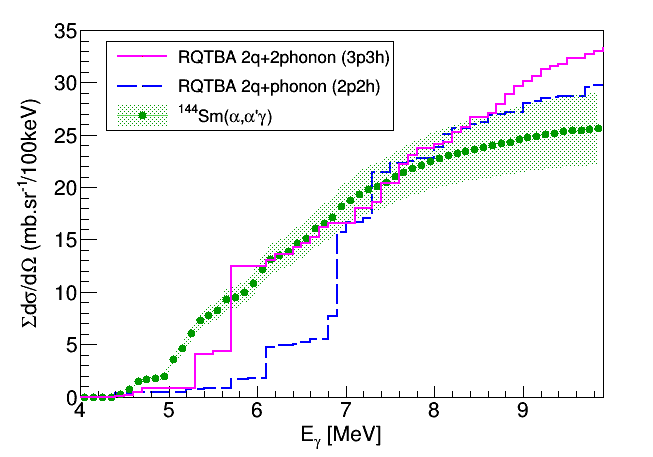 Σdσ/dΩ (mb.sr⁻¹/100keV)
35
30
25
20
15
10
5
0
RQTBA 2q+2phonon (3p3h)
RQTBA 2q+phonon (2p2h)
¹⁴⁴Sm(α,α'γ)
4 5 6 7 8 9
Eᵧ [MeV]